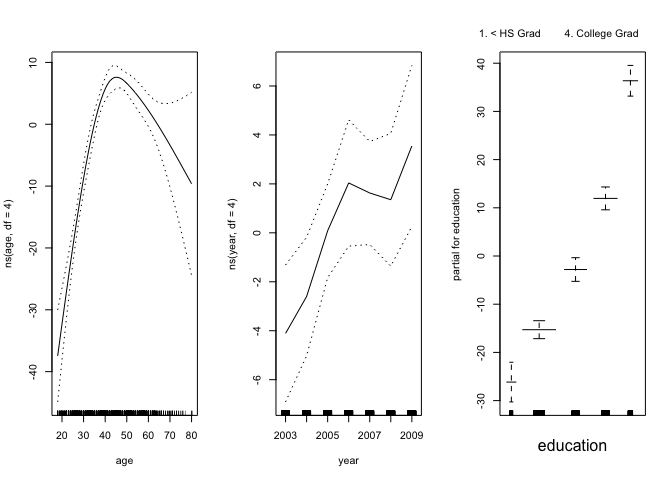 1. < HS Grad 4. College Grad
ns(age, df = 4)
10
0
-10
-20
-30
-40
20 30 40 50 60 70 80
age
ns(year, df = 4)
6
4
2
0
-2
-4
-6
2003 2005 2007 2009
year
partial for education
40
30
20
10
0
-10
-20
-30
education